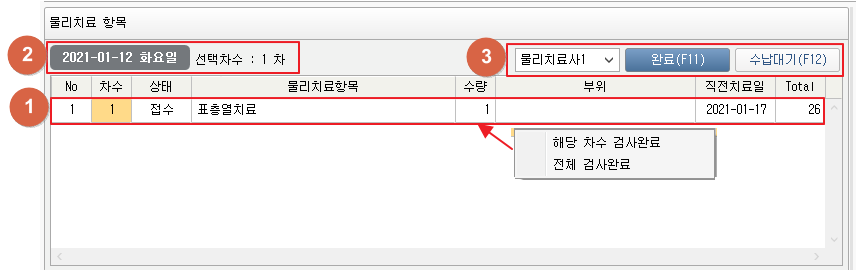 물리치료 항목
2 2021-01-12 화요일 선택차수 : 1 차 3 물리치료사1 완료(F11) 수납대기(F12)
No 차수 상태 물리치료항목 수량 부위 직전치료일 Total
1 1 1 접수 표층열치료 1 2021-01-17 26
해당 차수 검사완료
전체 검사완료